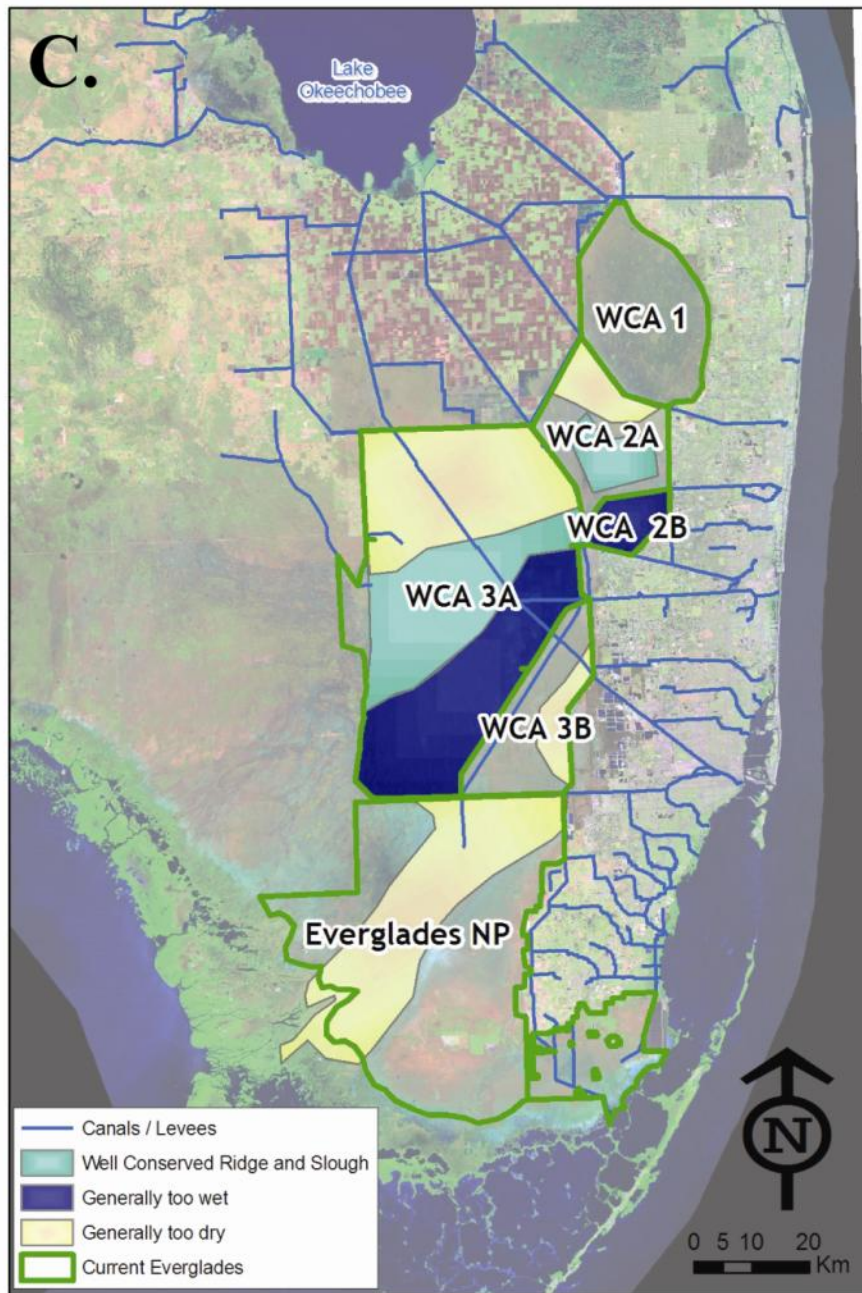 C.
Lake
Okeechobee
WCA 1
WCA 2A
WCA 2B
WCA 3A
WCA 3B
Everglades NP
Canals / Levees
Well Conserved Ridge and Slough
Generally too wet
Generally too dry
Current Everglades
N
0 5 10 20
Km